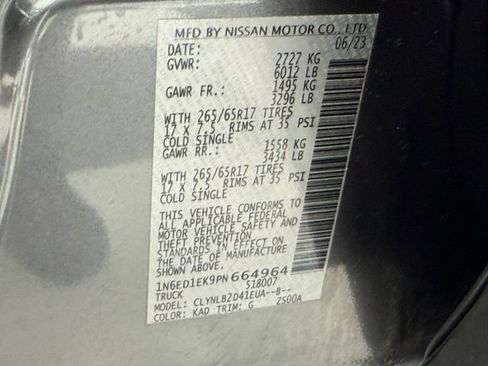 MFD BY NISSAN MOTOR CO., LTD
DATE: 06/23
GVWR: 2727 KG
6012 LB
GAWR FR.: 1495 KG
3296 LB
WITH 265/65R17 TIRES
17 X 7.5 RIMS AT 35 PSI
COLD SINGLE
GAWR RR.: 1558 KG
3434 LB
WITH 265/65R17 TIRES
17 X 7.5 RIMS AT 35 PSI
COLD SINGLE
THIS VEHICLE CONFORMS TO
ALL APPLICABLE FEDERAL
MOTOR VEHICLE SAFETY AND
THEFT PREVENTION
STANDARDS IN EFFECT ON
THE DATE OF MANUFACTURE
SHOWN ABOVE.
1N6ED1EK9PN664964
TRUCK 518007
MODEL: CLYNLB2D41EUA--B--
COLOR: KAD TRIM: G Z500A